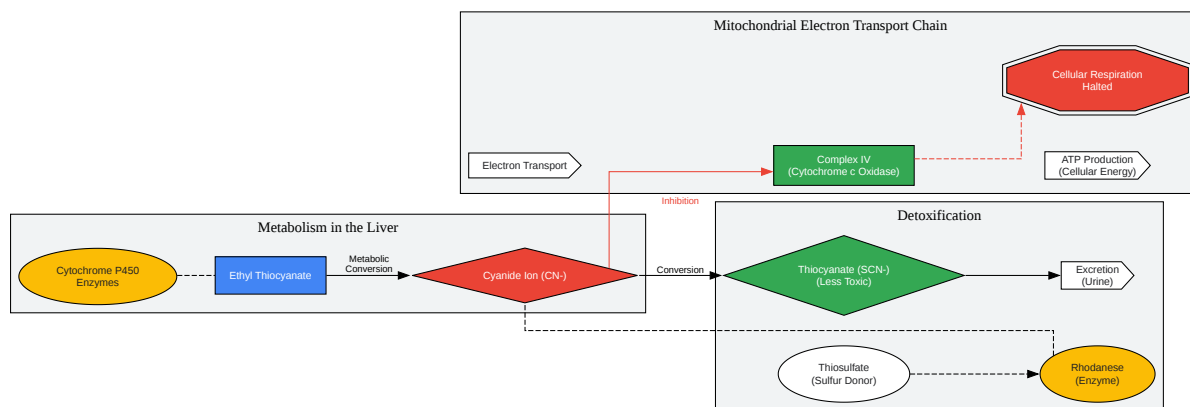 Mitochondrial Electron Transport Chain
Cellular Respiration
Halted
Electron Transport
Complex IV
(Cytochrome c Oxidase)
ATP Production
(Cellular Energy)
Inhibition
Metabolism in the Liver
Cytochrome P450
Enzymes
Ethyl Thiocyanate
Metabolic
Conversion
Cyanide Ion (CN-)
Conversion
Detoxification
Thiocyanate (SCN-)
(Less Toxic)
Excretion
(Urine)
Thiosulfate
(Sulfur Donor)
Rhodanese
(Enzyme)